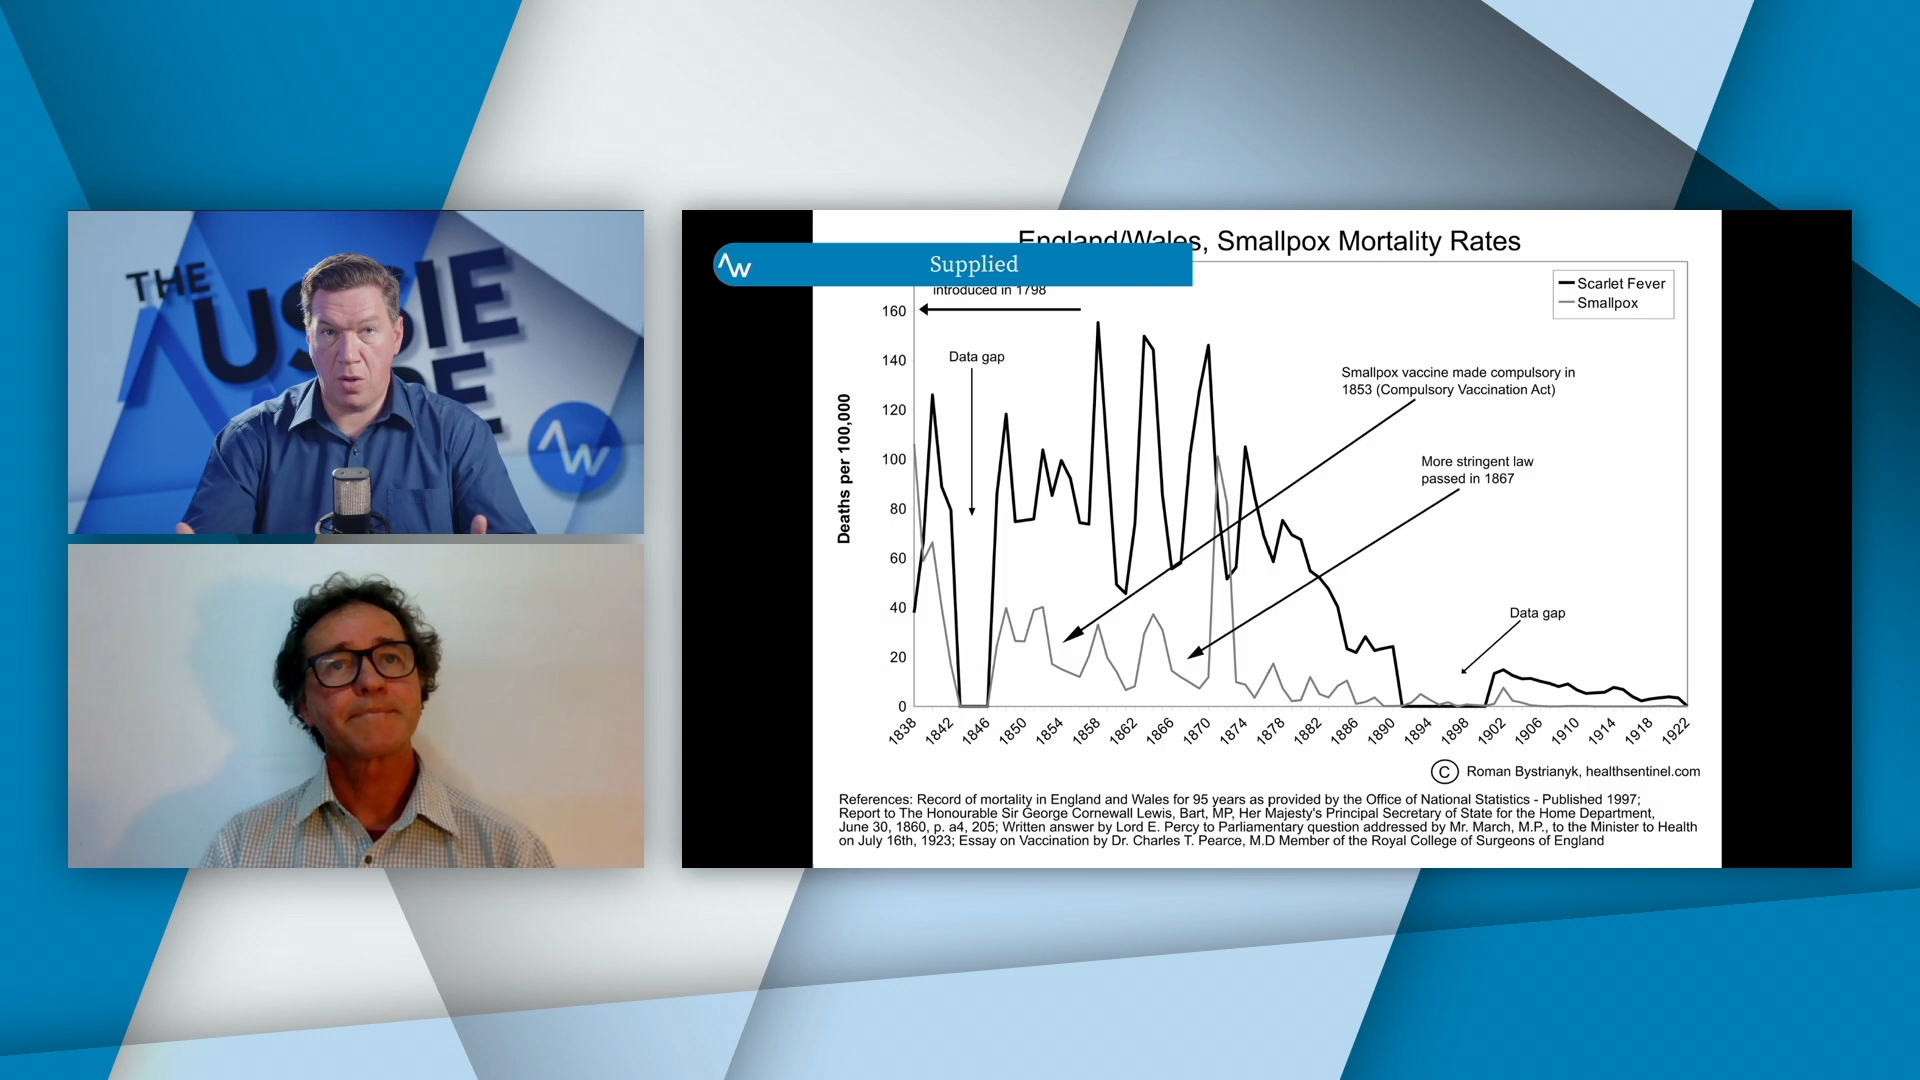 THE
AUSSIE
WIRE
AW
AW
Supplied
England/Wales, Smallpox Mortality Rates
introduced in 1798
Scarlet Fever
Smallpox
Data gap
Smallpox vaccine made compulsory in
1853 (Compulsory Vaccination Act)
More stringent law
passed in 1867
Data gap
Deaths per 100,000
160
140
120
100
80
60
40
20
0
1838 1842 1846 1850 1854 1858 1862 1866 1870 1874 1878 1882 1886 1890 1894 1898 1902 1906 1910 1914 1918 1922
© Roman Bystrianyk, healthsentinel.com
References: Record of mortality in England and Wales for 95 years as provided by the Office of National Statistics - Published 1997;
Report to The Honourable Sir George Cornewall Lewis, Bart, MP, Her Majesty's Principal Secretary of State for the Home Department,
June 30, 1860, p. a4, 205; Written answer by Lord E. Percy to Parliamentary question addressed by Mr. March, M.P., to the Minister to Health
on July 16th, 1923; Essay on Vaccination by Dr. Charles T. Pearce, M.D Member of the Royal College of Surgeons of England